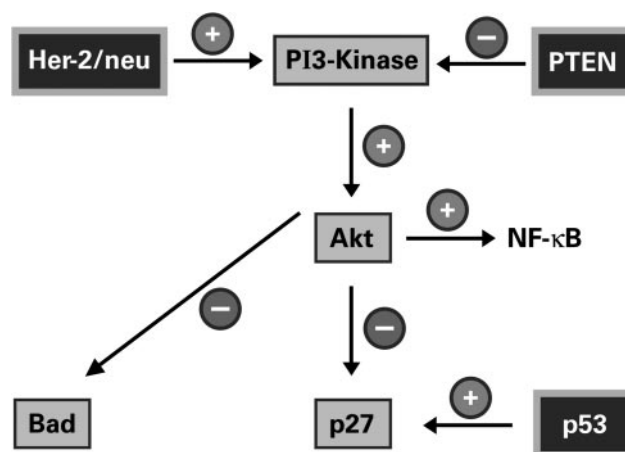 Her-2/neu + PI3-Kinase − PTEN
+
Akt + NF-κB
− −
Bad p27 + p53